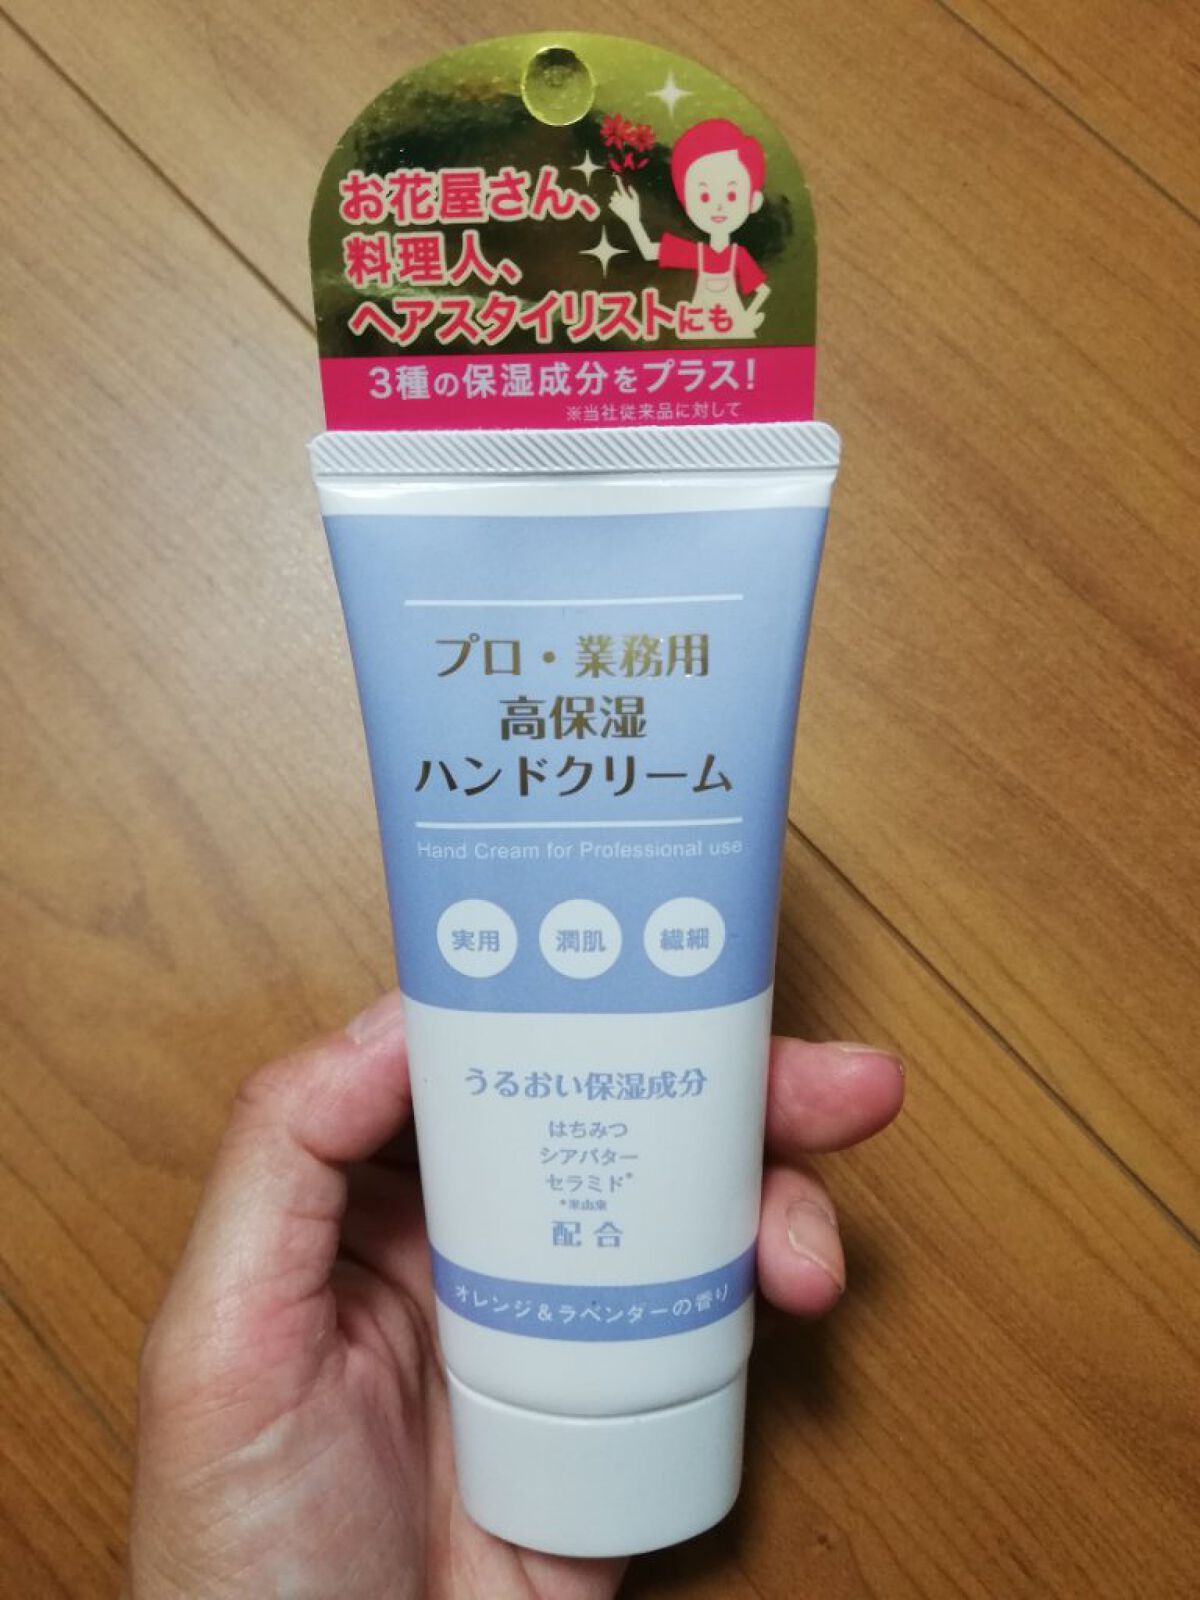 お花屋さん、
料理人、
ヘアスタイリストにも
3種の保湿成分をプラス!
※当社従来品に対して
プロ・業務用
高保湿
ハンドクリーム
Hand Cream for Professional use
実用 潤肌 繊細
うるおい保湿成分
はちみつ
シアバター
セラミド*
*米由来
配合
オレンジ&ラベンダーの香り